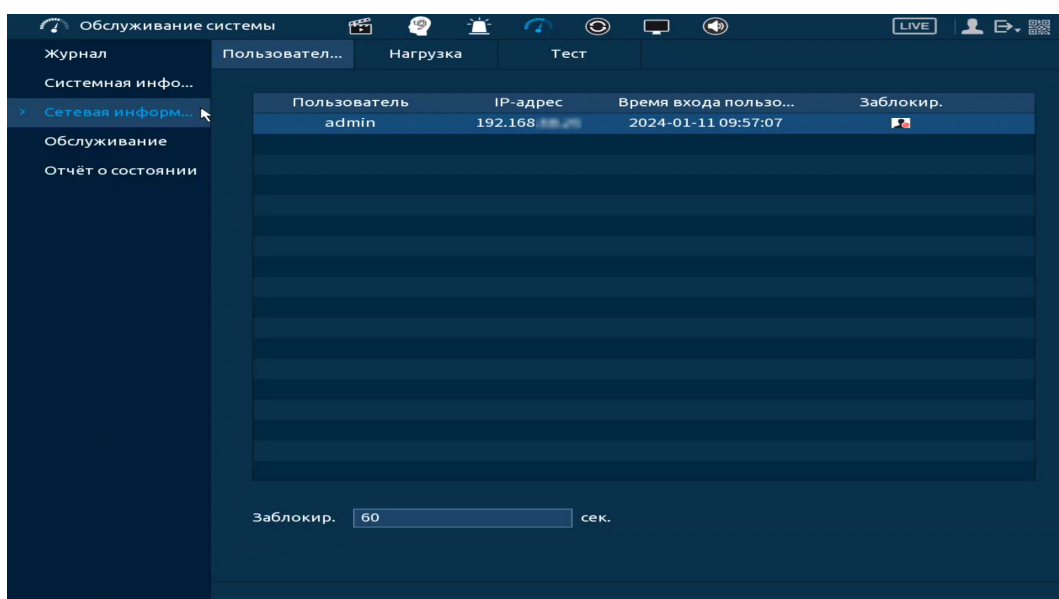 Обслуживание системы
LIVE
Журнал
Пользовател...
Нагрузка
Тест
Системная инфо...
Сетевая информ...
Обслуживание
Отчёт о состоянии
Пользователь IP-адрес Время входа пользо... Заблокир.
admin 192.168 2024-01-11 09:57:07
Заблокир. 60 сек.